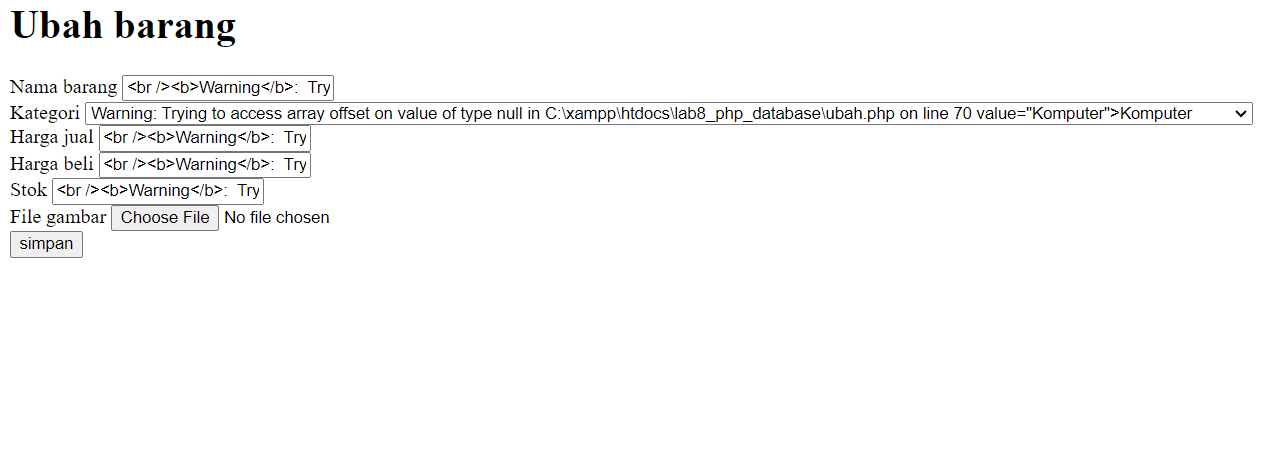 Ubah barang
Nama barang <br /><b>Warning</b>:  Try
Kategori Warning: Trying to access array offset on value of type null in C:\xampp\htdocs\lab8_php_database\ubah.php on line 70 value="Komputer">Komputer
Harga jual <br /><b>Warning</b>:  Try
Harga beli <br /><b>Warning</b>:  Try
Stok <br /><b>Warning</b>:  Try
File gambar Choose File No file chosen
simpan